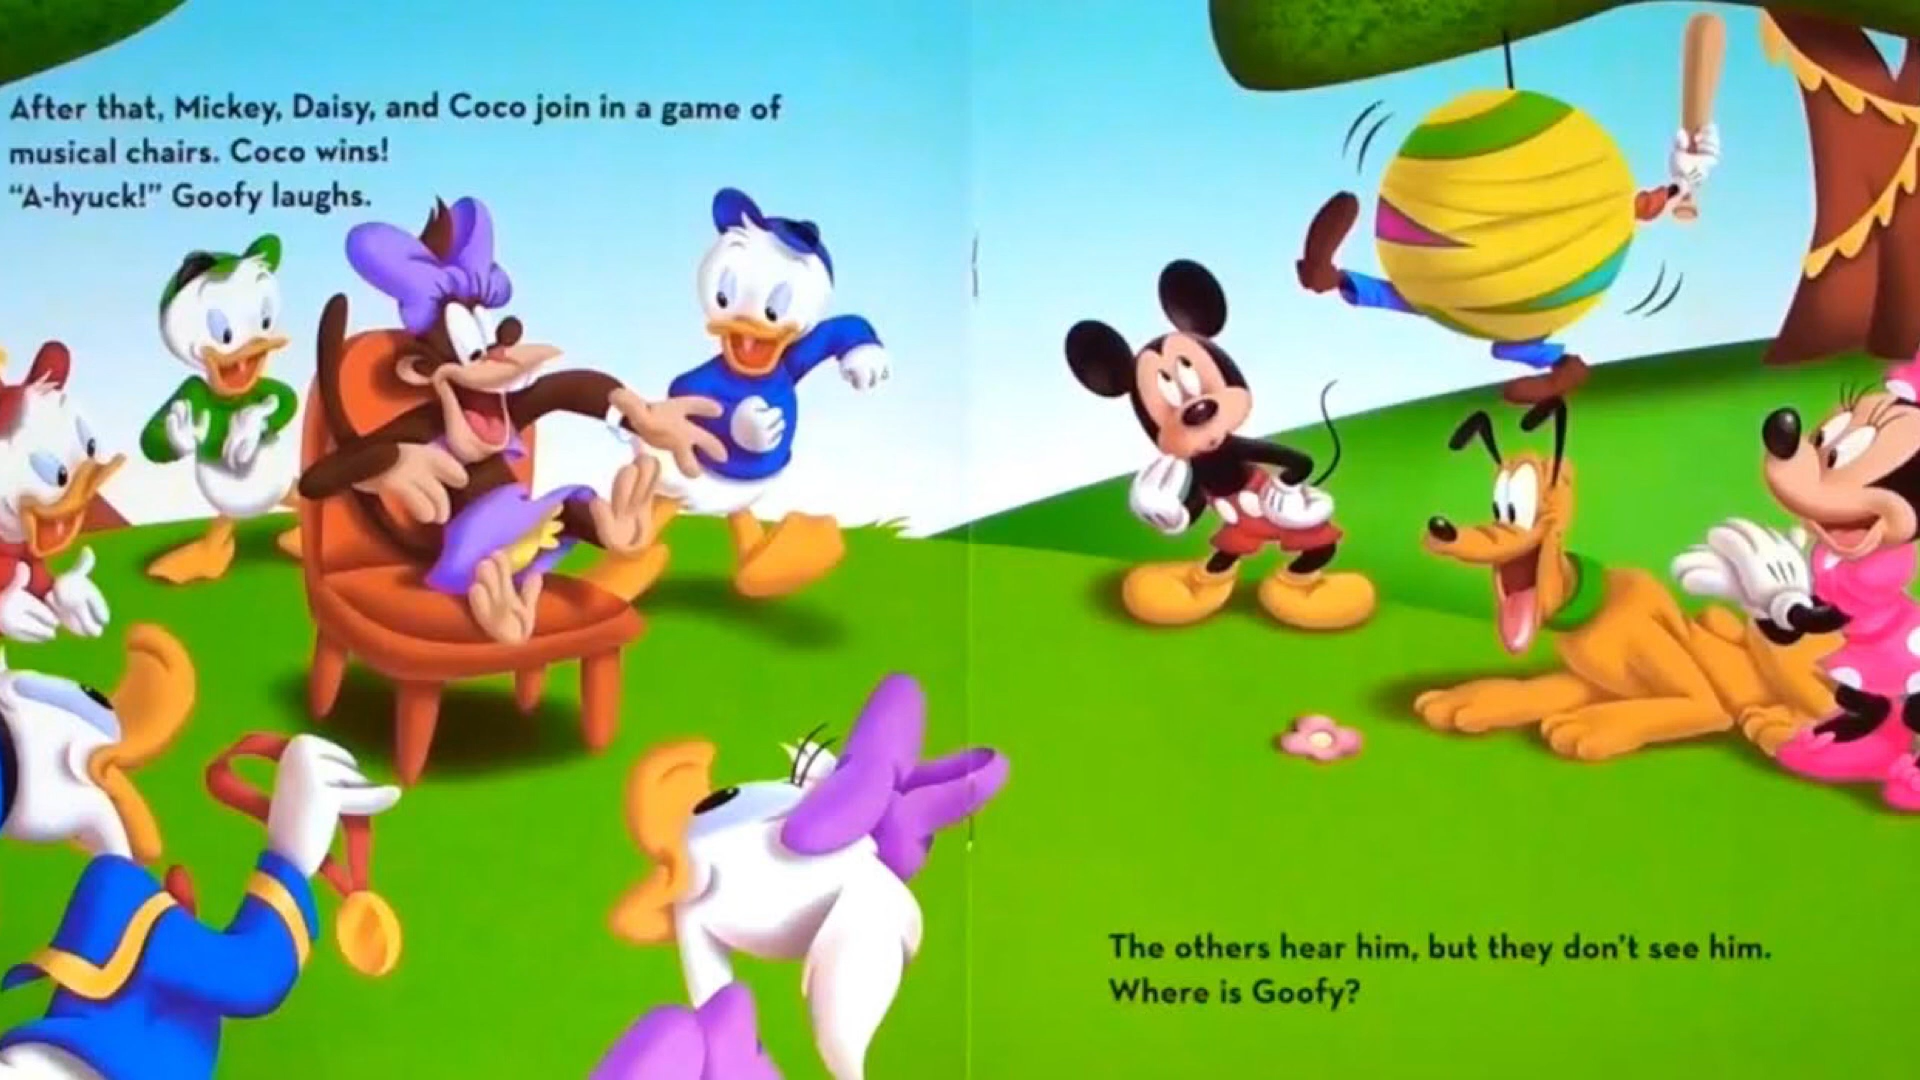 After that, Mickey, Daisy, and Coco join in a game of
musical chairs. Coco wins!
“A-hyuck!” Goofy laughs.
The others hear him, but they don't see him.
Where is Goofy?